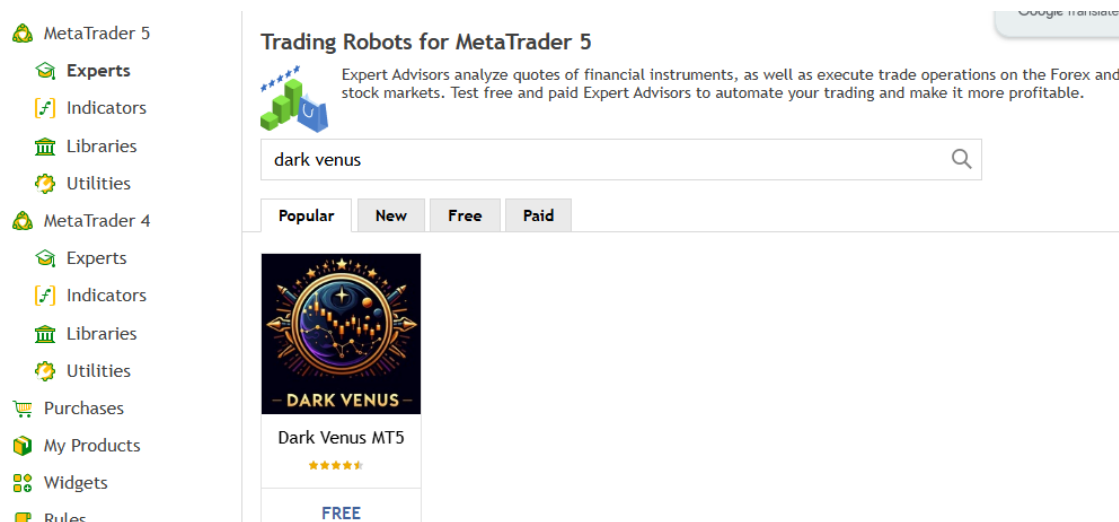 MetaTrader 5
Experts
Indicators
Libraries
Utilities
MetaTrader 4
Experts
Indicators
Libraries
Utilities
Purchases
My Products
Widgets
Rules
Google Translate
Trading Robots for MetaTrader 5
Expert Advisors analyze quotes of financial instruments, as well as execute trade operations on the Forex and
stock markets. Test free and paid Expert Advisors to automate your trading and make it more profitable.
dark venus
Popular New Free Paid
DARK VENUS
Dark Venus MT5
FREE